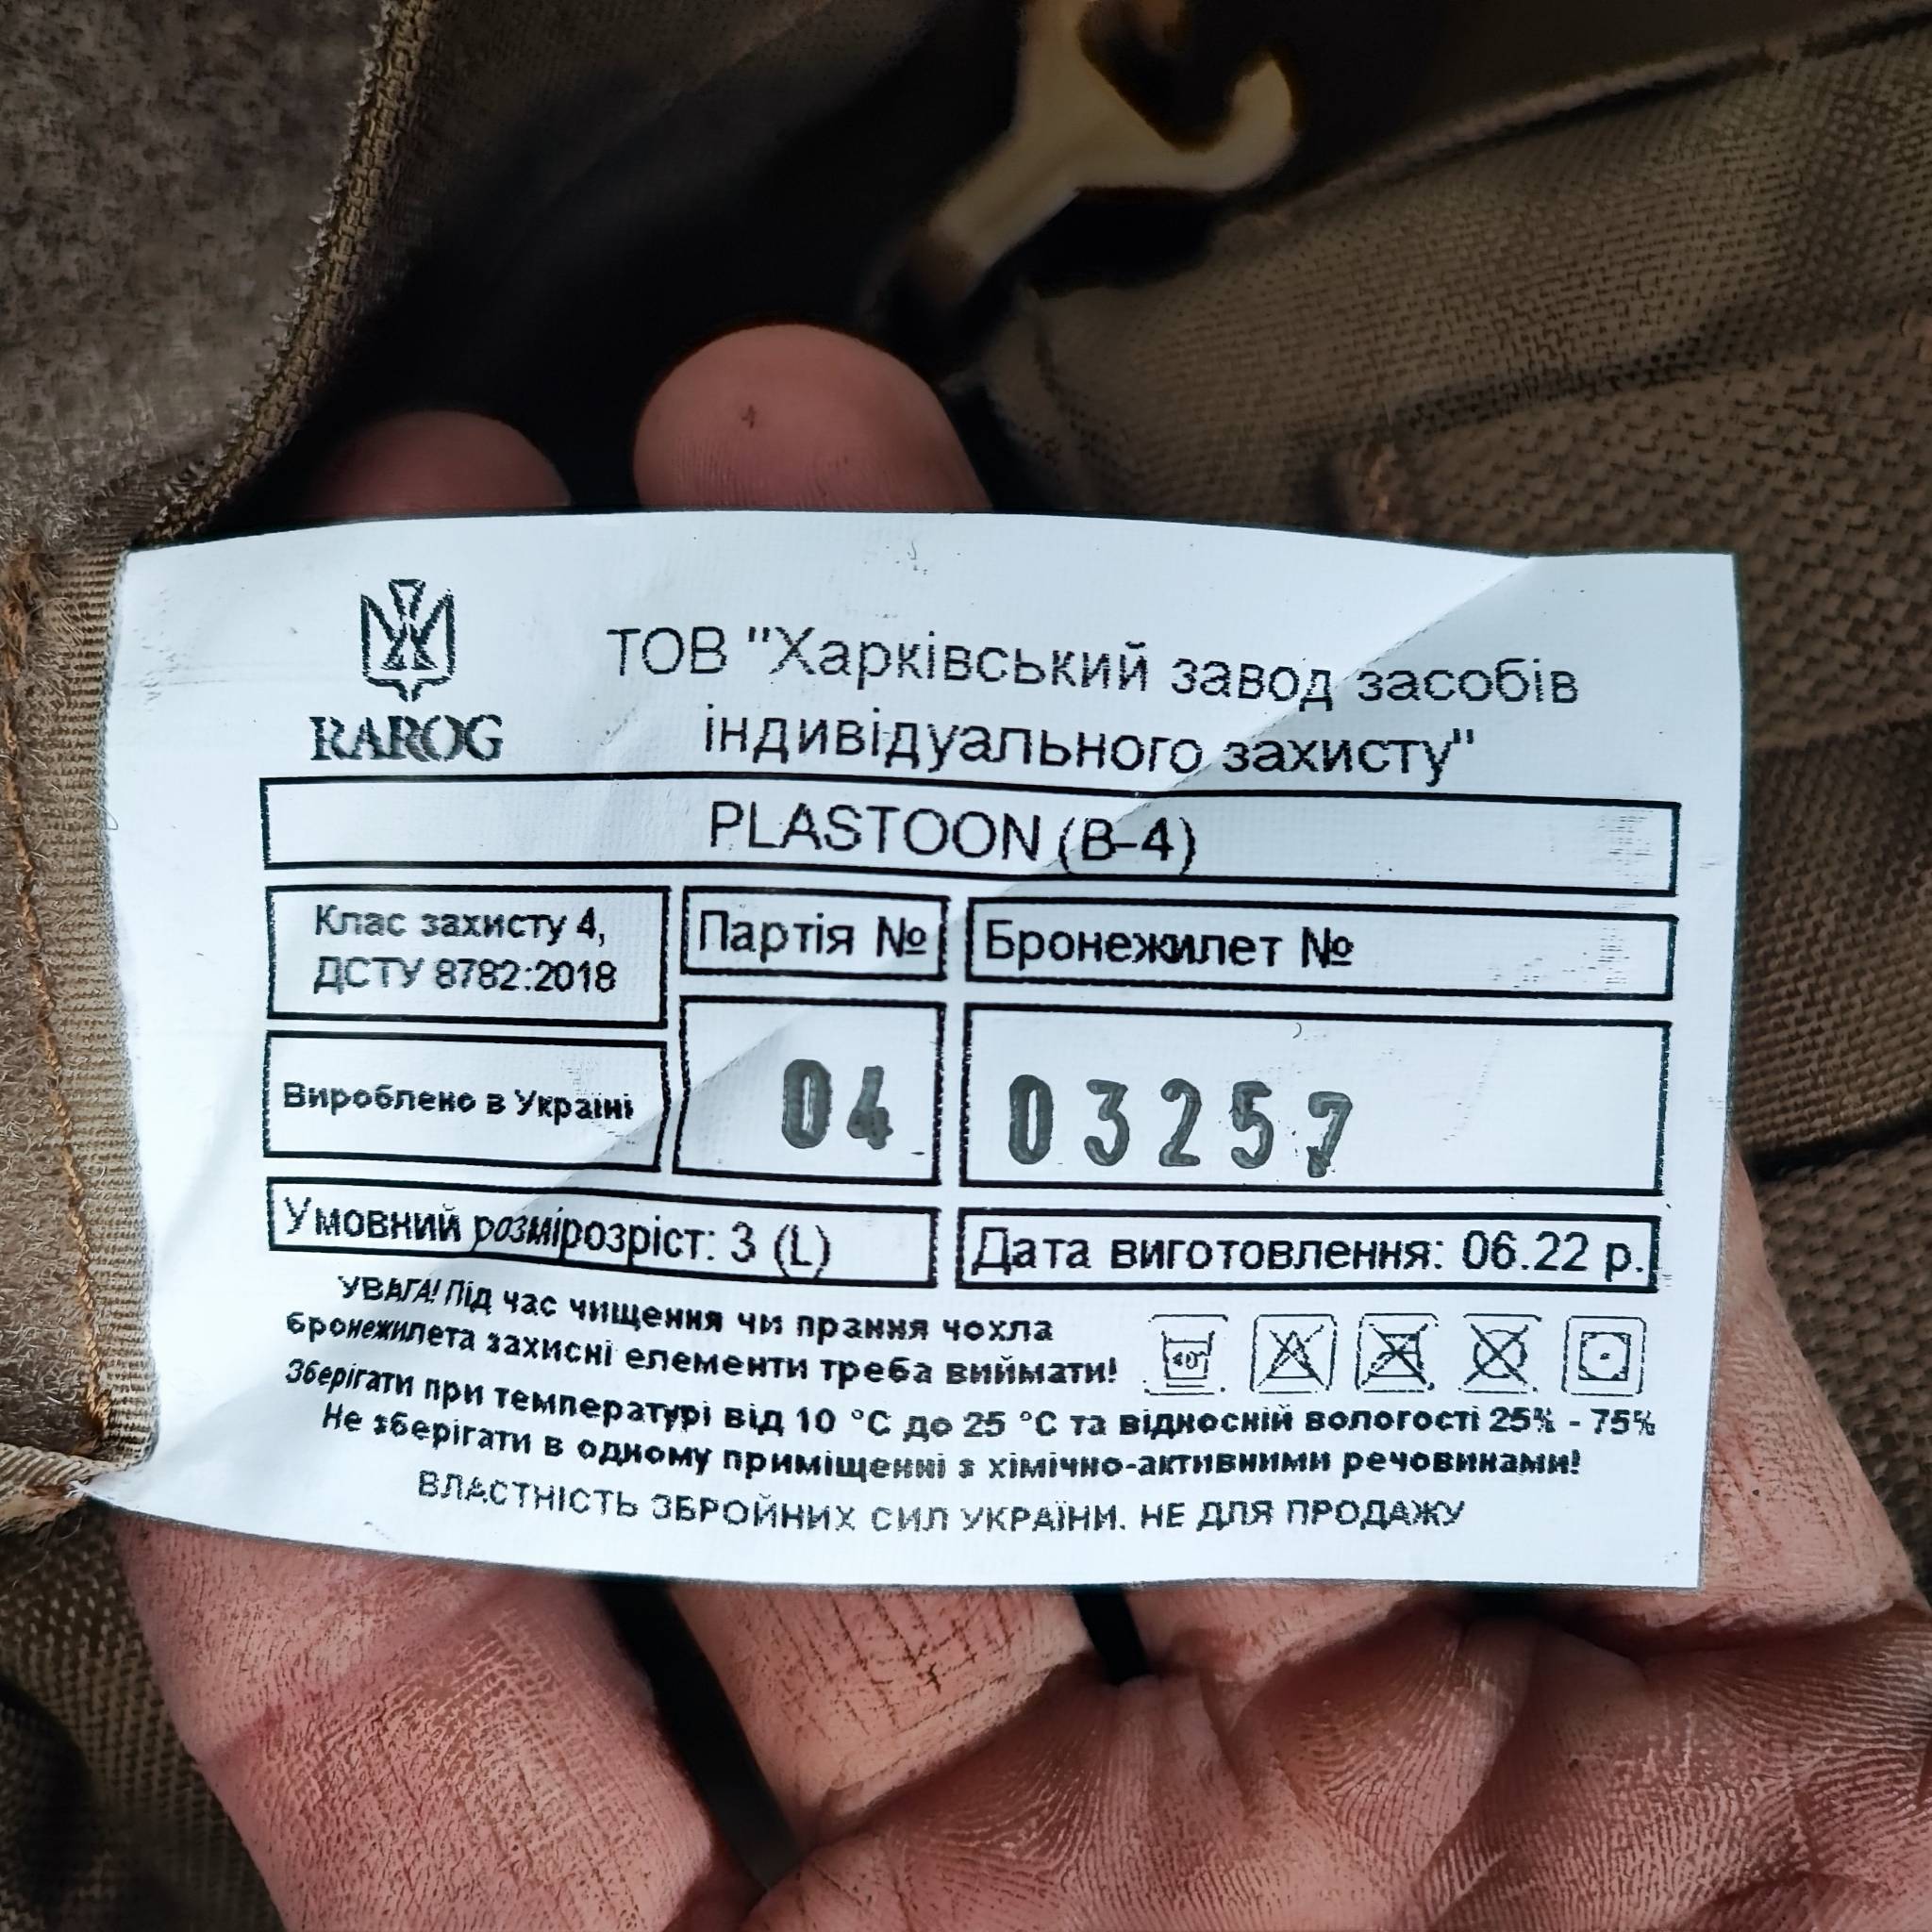 RAROG
ТОВ "Харківський завод засобів
індивідуального захисту"
PLASTOON (B-4)
Клас захисту 4,
ДСТУ 8782:2018
Партія №
Бронежилет №
Вироблено в Україні
04
03257
Умовний розмірозріст: 3 (L)
Дата виготовлення: 06.22 р.
УВАГА! Під час чищення чи прання чохла
бронежилета захисні елементи треба виймати!
40°
Зберігати при температурі від 10 °C до 25 °C та відносній вологості 25% - 75%
Не зберігати в одному приміщенні з хімічно-активними речовинами!
ВЛАСТНІСТЬ ЗБРОЙНИХ СИЛ УКРАЇНИ. НЕ ДЛЯ ПРОДАЖУ